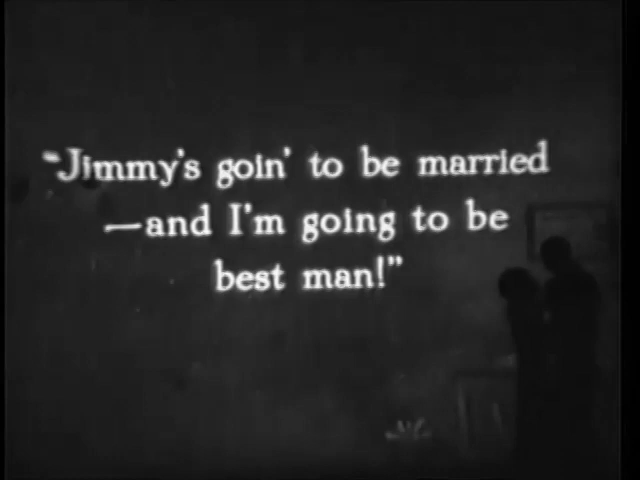 "Jimmy's goin' to be married
—and I'm going to be
best man!"